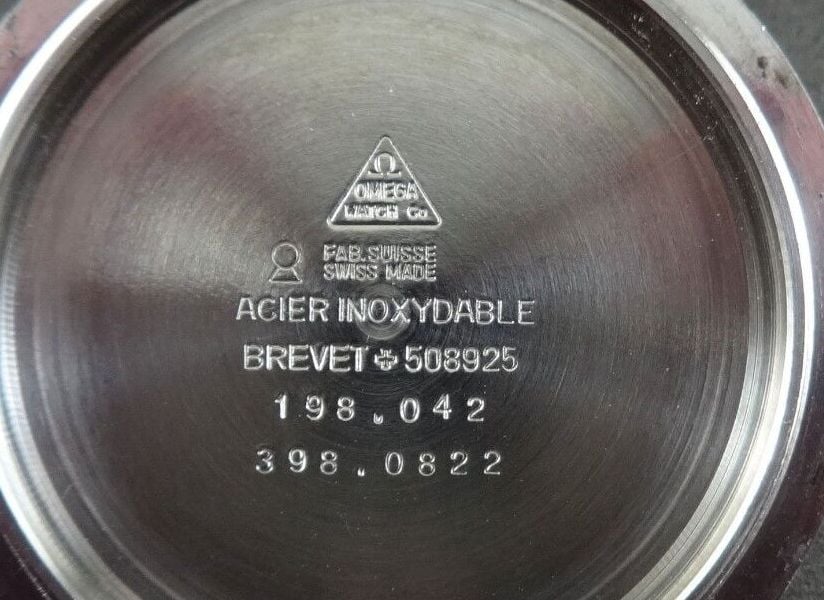 Ω
OMEGA
WATCH Co
FAB. SUISSE
SWISS MADE
ACIER INOXYDABLE
BREVET ✚ 508925
198.042
398.0822